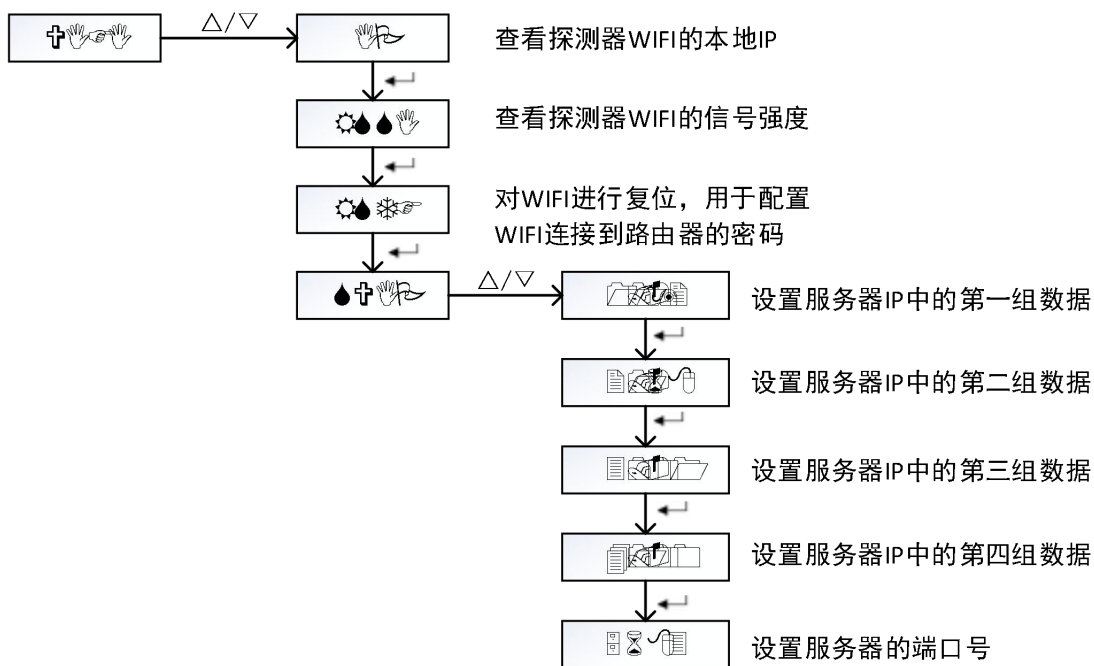 △/▽
查看探测器WIFI的本地IP
查看探测器WIFI的信号强度
对WIFI进行复位，用于配置
WIFI连接到路由器的密码
△/▽
设置服务器IP中的第一组数据
设置服务器IP中的第二组数据
设置服务器IP中的第三组数据
设置服务器IP中的第四组数据
设置服务器的端口号